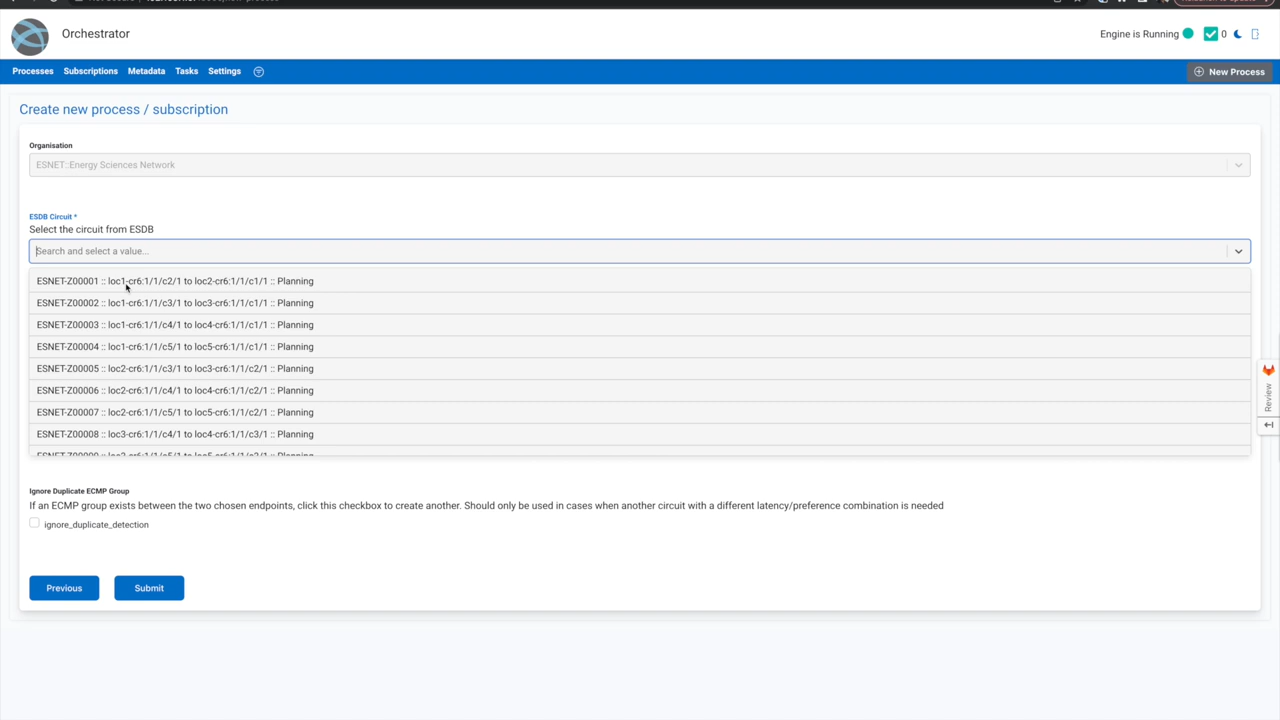 Orchestrator
Engine is Running 0
Processes Subscriptions Metadata Tasks Settings New Process
Create new process / subscription
Organisation
ESNET::Energy Sciences Network
ESDB Circuit *
Select the circuit from ESDB
Search and select a value...
ESNET-Z00001 :: loc1-cr6:1/1/c2/1 to loc2-cr6:1/1/c1/1 :: Planning
ESNET-Z00002 :: loc1-cr6:1/1/c3/1 to loc3-cr6:1/1/c1/1 :: Planning
ESNET-Z00003 :: loc1-cr6:1/1/c4/1 to loc4-cr6:1/1/c1/1 :: Planning
ESNET-Z00004 :: loc1-cr6:1/1/c5/1 to loc5-cr6:1/1/c1/1 :: Planning
ESNET-Z00005 :: loc2-cr6:1/1/c3/1 to loc3-cr6:1/1/c2/1 :: Planning
ESNET-Z00006 :: loc2-cr6:1/1/c4/1 to loc4-cr6:1/1/c2/1 :: Planning
ESNET-Z00007 :: loc2-cr6:1/1/c5/1 to loc5-cr6:1/1/c2/1 :: Planning
ESNET-Z00008 :: loc3-cr6:1/1/c4/1 to loc4-cr6:1/1/c3/1 :: Planning
Review
Ignore Duplicate ECMP Group
If an ECMP group exists between the two chosen endpoints, click this checkbox to create another. Should only be used in cases when another circuit with a different latency/preference combination is needed
ignore_duplicate_detection
Previous Submit